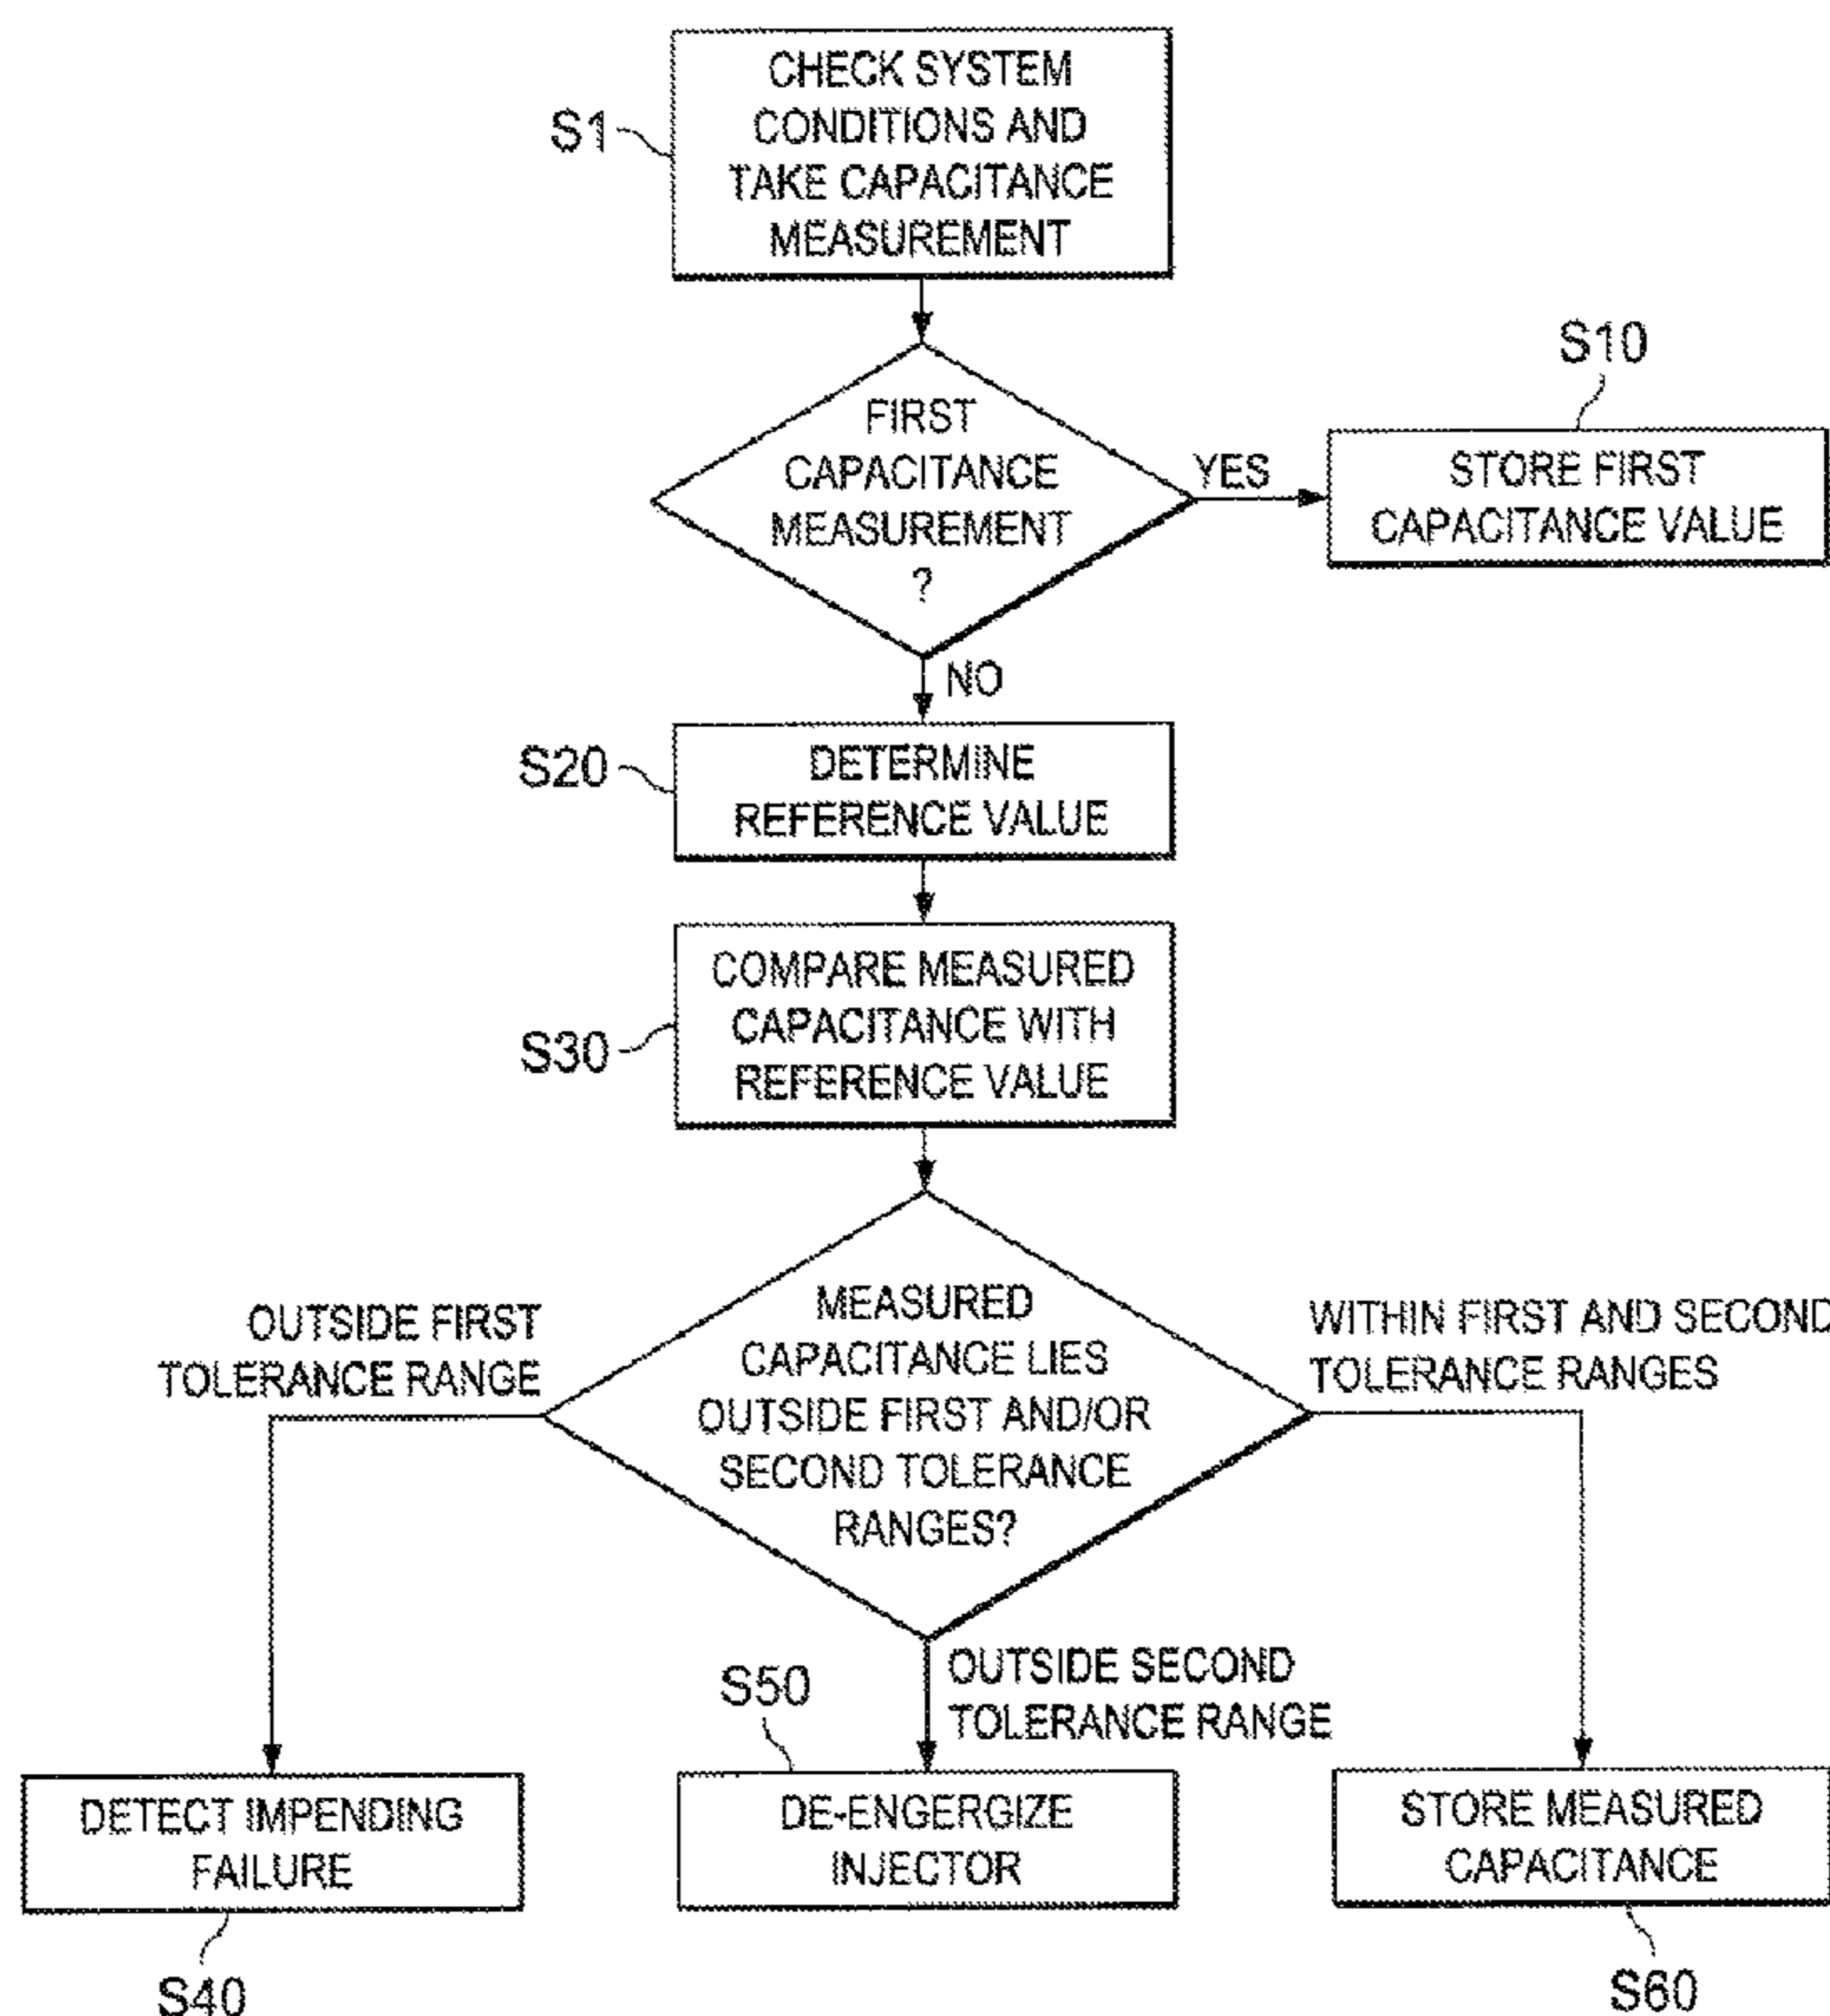 CHECK SYSTEM
CONDITIONS AND
TAKE CAPACITANCE
MEASUREMENT
S1
FIRST
CAPACITANCE
MEASUREMENT
?
YES
S10
STORE FIRST
CAPACITANCE VALUE
NO
S20
DETERMINE
REFERENCE VALUE
S30
COMPARE MEASURED
CAPACITANCE WITH
REFERENCE VALUE
MEASURED
CAPACITANCE LIES
OUTSIDE FIRST AND/OR
SECOND TOLERANCE
RANGES?
OUTSIDE FIRST
TOLERANCE RANGE
WITHIN FIRST AND SECOND
TOLERANCE RANGES
OUTSIDE SECOND
TOLERANCE RANGE
DETECT IMPENDING
FAILURE
S40
S50
DE-ENGERGIZE
INJECTOR
STORE MEASURED
CAPACITANCE
S60